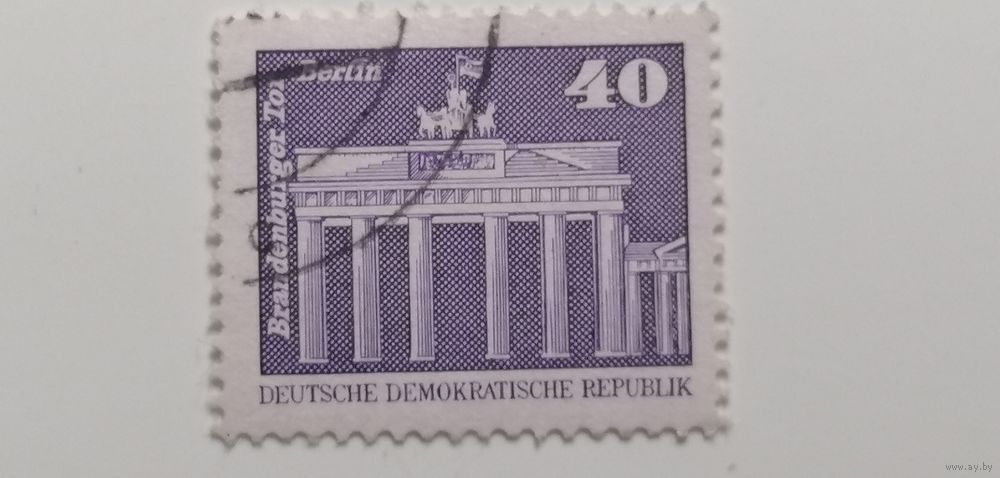 Berlin
Brandenburger Tor
40
DEUTSCHE DEMOKRATISCHE REPUBLIK
www.ay.by